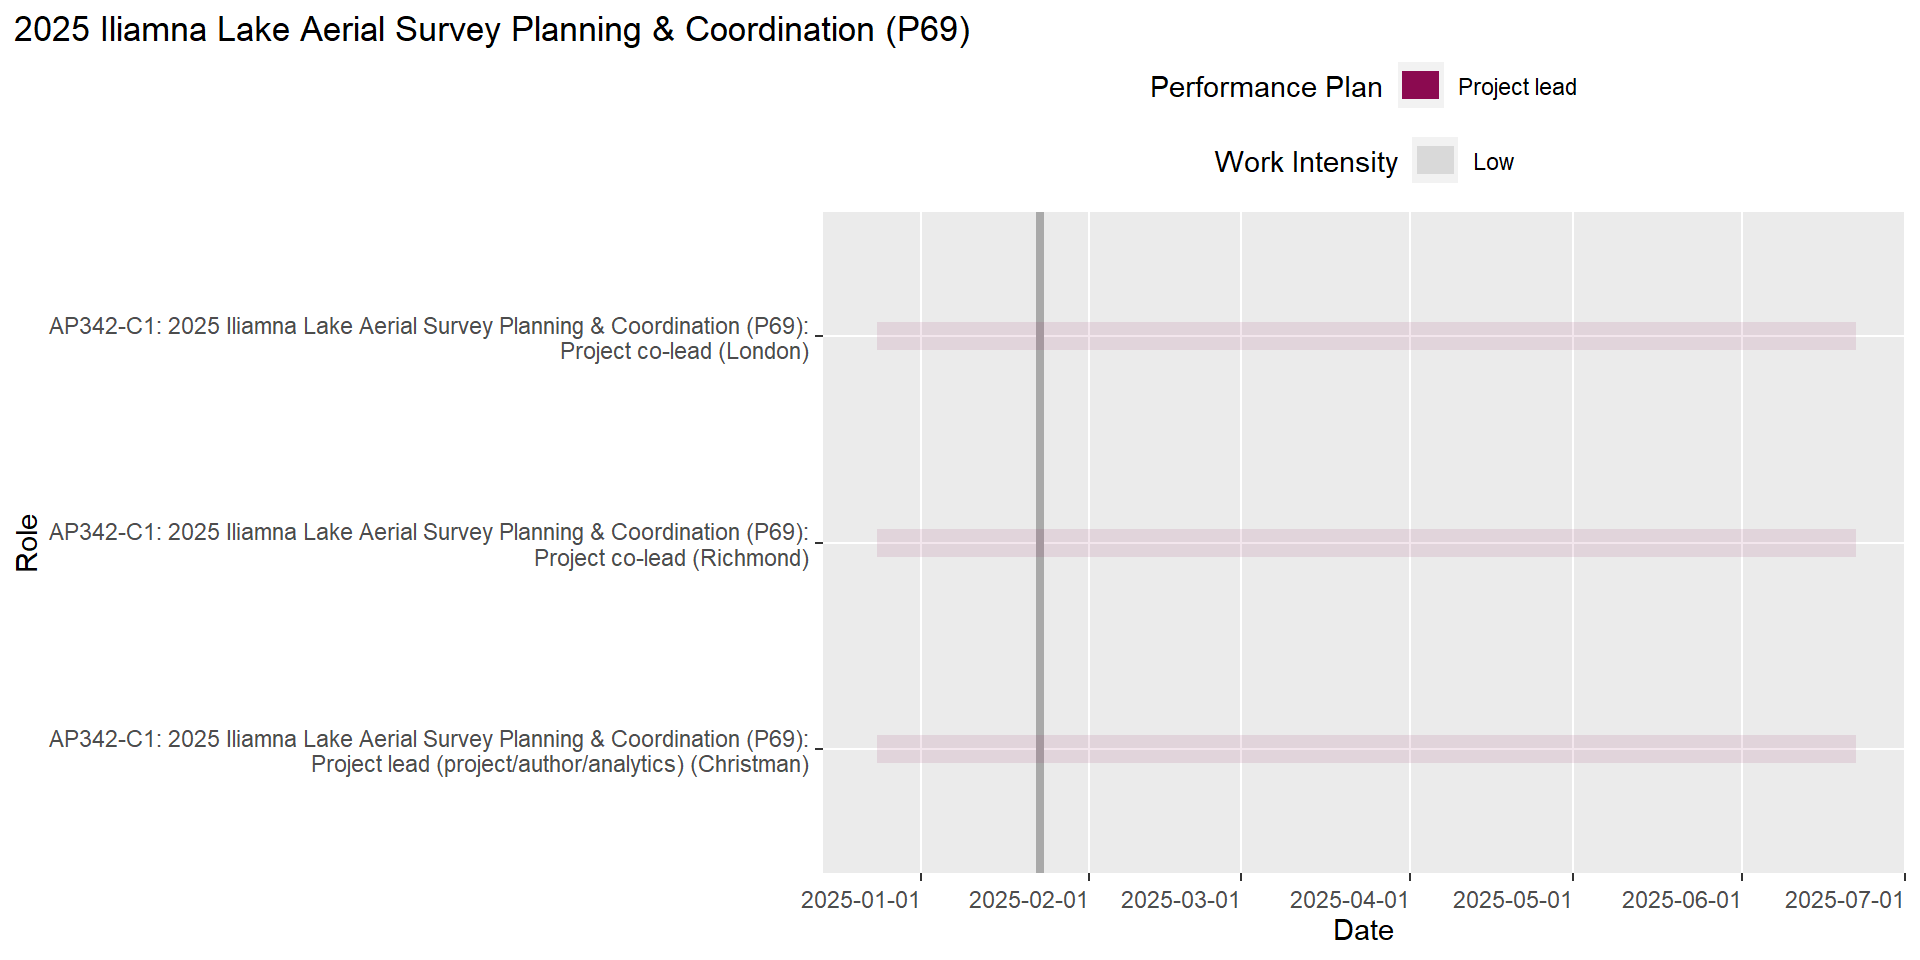 2025 Iliamna Lake Aerial Survey Planning & Coordination (P69)
Performance Plan
Project lead
Work Intensity
Low
AP342-C1: 2025 Iliamna Lake Aerial Survey Planning & Coordination (P69):
Project co-lead (London)
Role
AP342-C1: 2025 Iliamna Lake Aerial Survey Planning & Coordination (P69):
Project co-lead (Richmond)
AP342-C1: 2025 Iliamna Lake Aerial Survey Planning & Coordination (P69):
Project lead (project/author/analytics) (Christman)
2025-01-01
2025-02-01
2025-03-01
2025-04-01
2025-05-01
2025-06-01
2025-07-01
Date